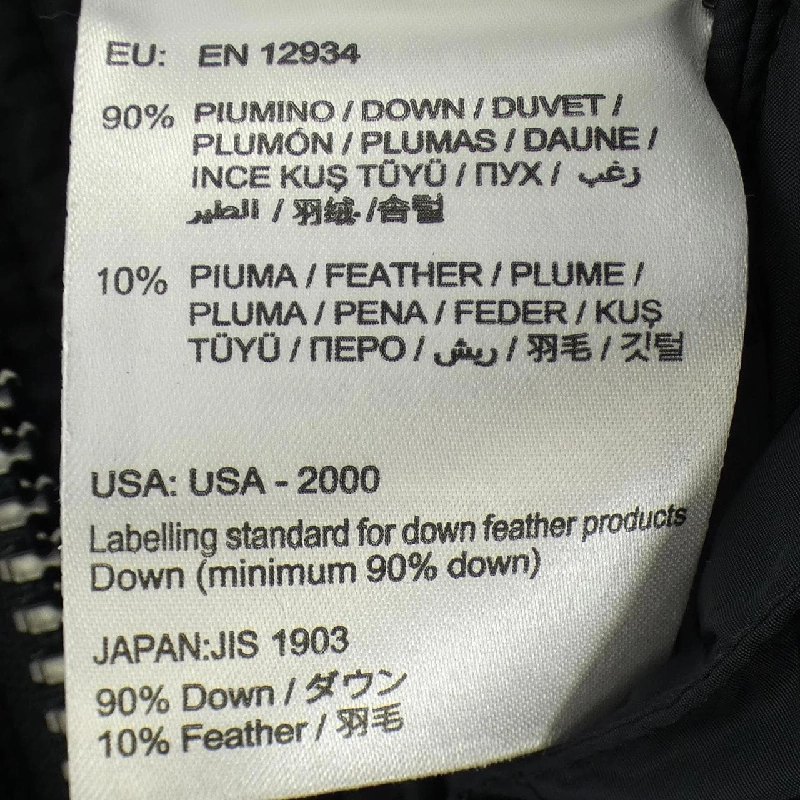 EU: EN 12934
90% PIUMINO / DOWN / DUVET /
PLUMÓN / PLUMAS / DAUNE /
INCE KUŞ TÜYÜ / ПУХ / زغب
الطير / 羽绒 / 솜털
10% PIUMA / FEATHER / PLUME /
PLUMA / PENA / FEDER / KUŞ
TÜYÜ / ПЕРО / ريش / 羽毛 / 깃털
USA: USA - 2000
Labelling standard for down feather products
Down (minimum 90% down)
JAPAN:JIS 1903
90% Down / ダウン
10% Feather / 羽毛